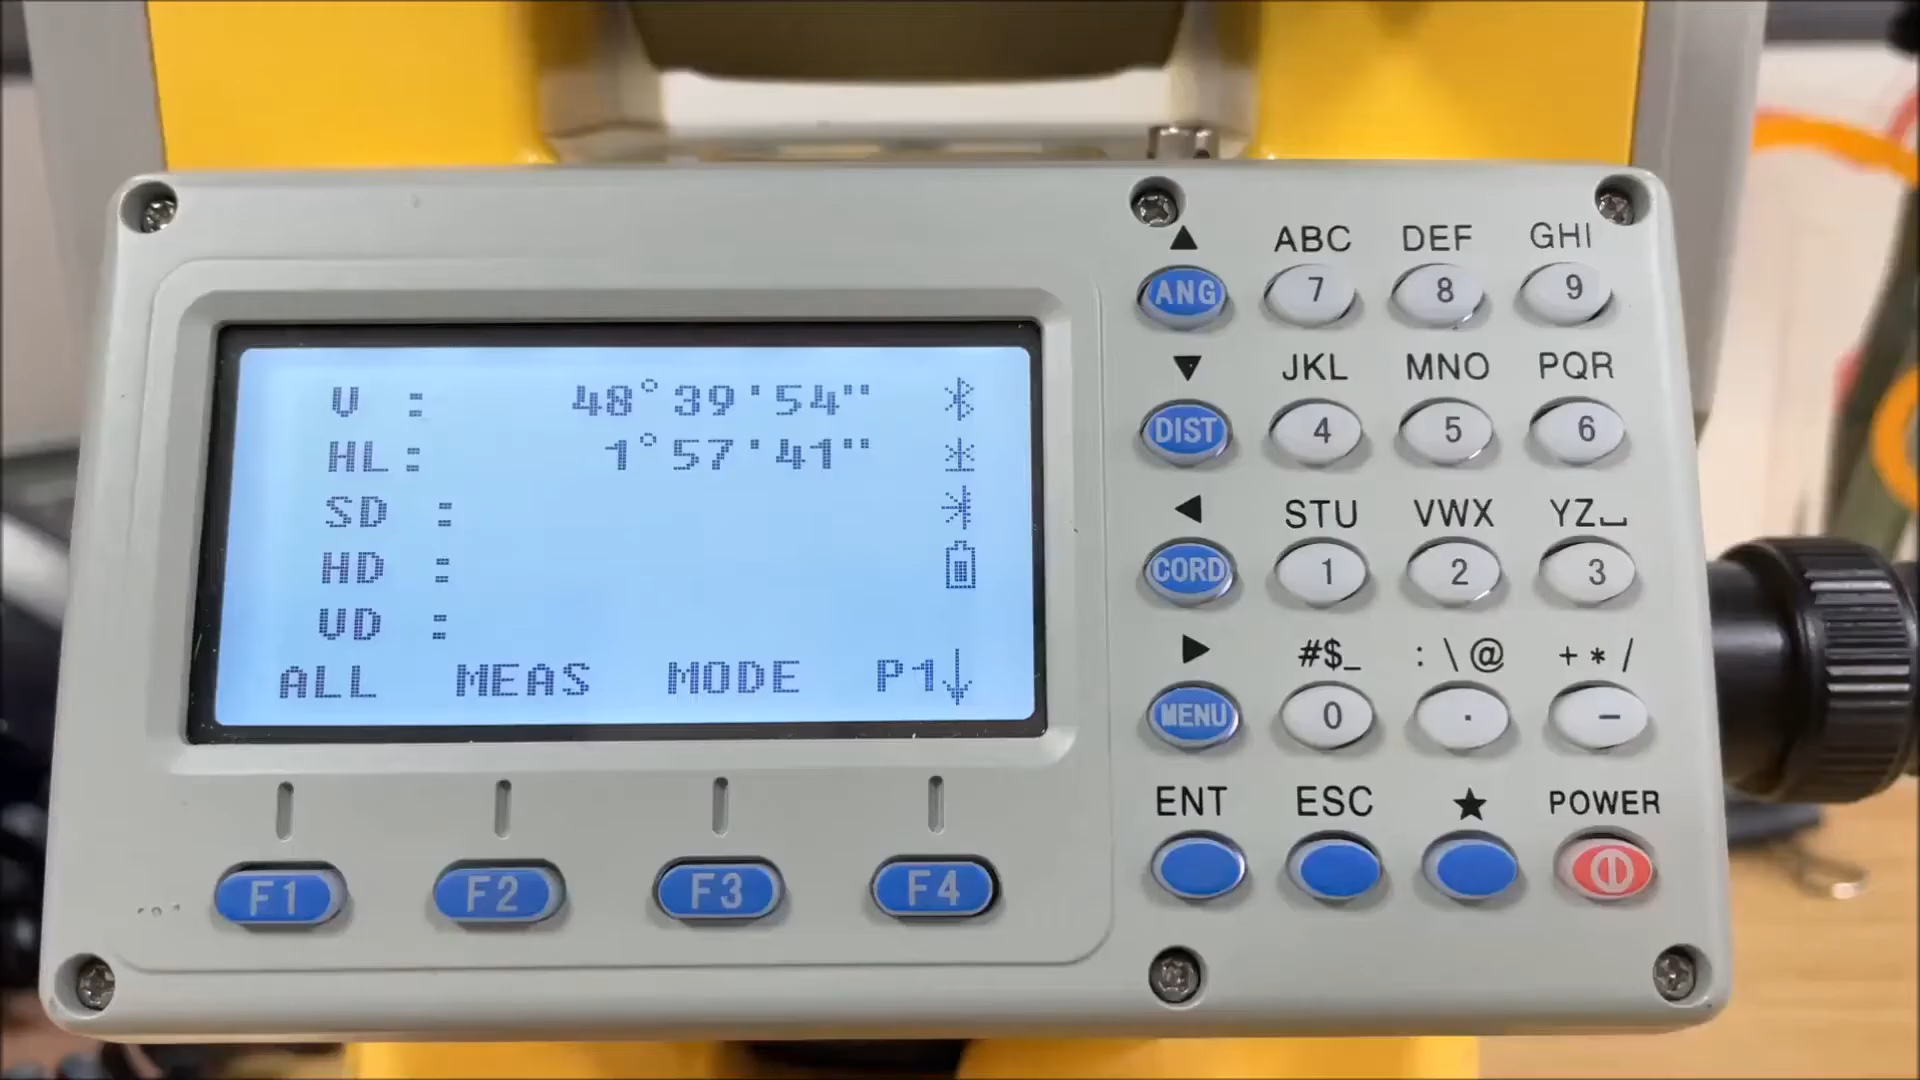 V : 40°39'54"
HL: 1°57'41"
SD :
HD :
VD :
ALL MEAS MODE P1↓
F1 F2 F3 F4
▲ ABC DEF GHI
ANG 7 8 9
▼ JKL MNO PQR
DIST 4 5 6
◀ STU VWX YZ⎵
CORD 1 2 3
▶ #$_ :\@ +*/
MENU 0 . −
ENT ESC ★ POWER